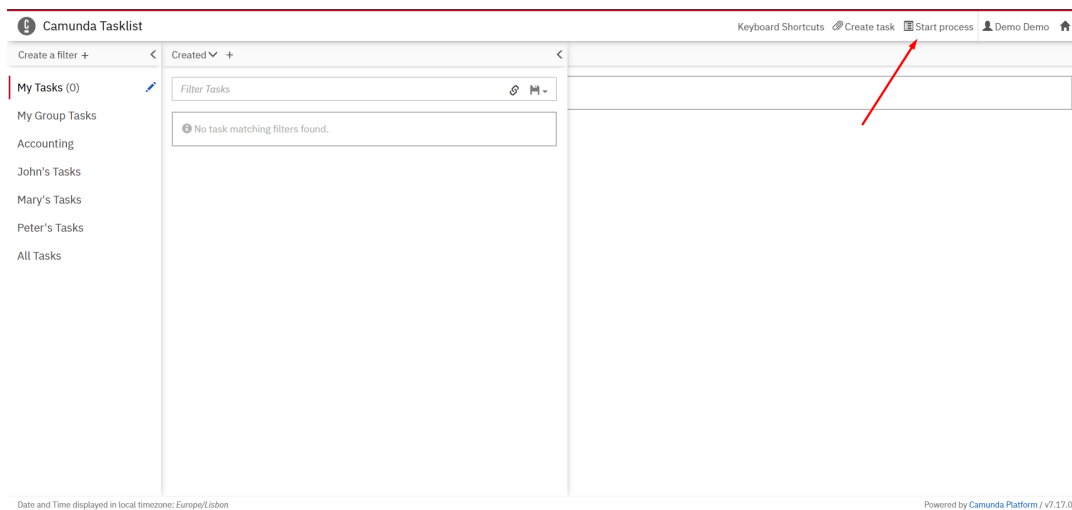 Camunda Tasklist
Keyboard Shortcuts Create task Start process Demo Demo
Create a filter +
Created +
My Tasks (0)
Filter Tasks
My Group Tasks
No task matching filters found.
Accounting
John's Tasks
Mary's Tasks
Peter's Tasks
All Tasks
Date and Time displayed in local timezone: Europe/Lisbon
Powered by Camunda Platform / v7.17.0